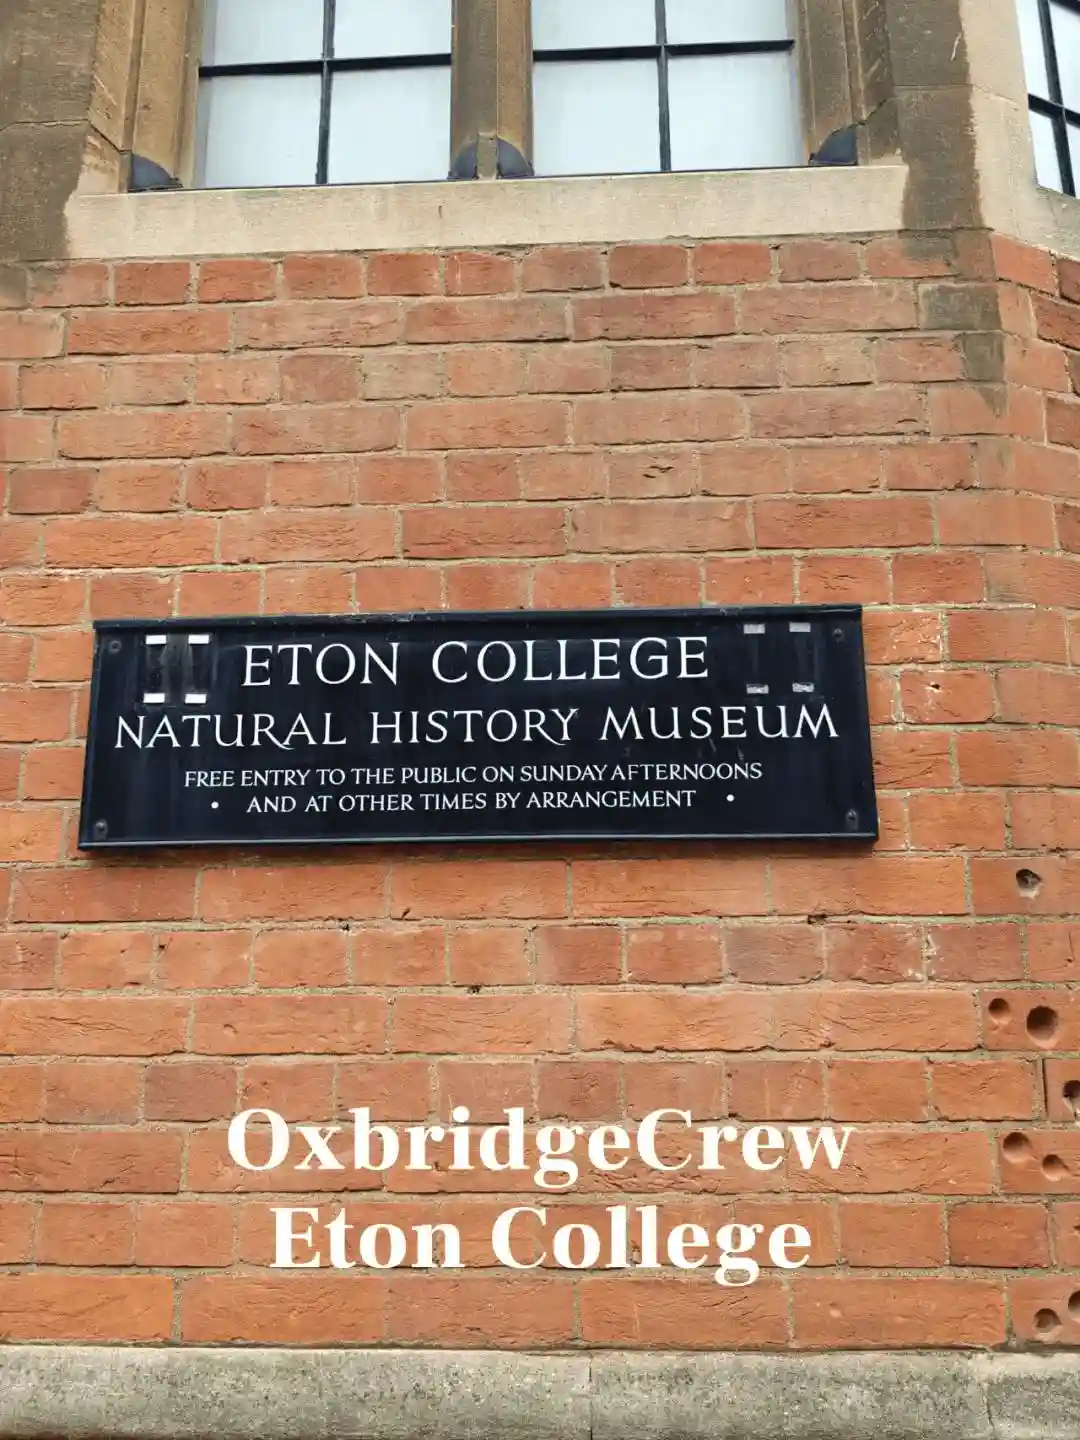 ETON COLLEGE
NATURAL HISTORY MUSEUM
FREE ENTRY TO THE PUBLIC ON SUNDAY AFTERNOONS
• AND AT OTHER TIMES BY ARRANGEMENT •
OxbridgeCrew
Eton College